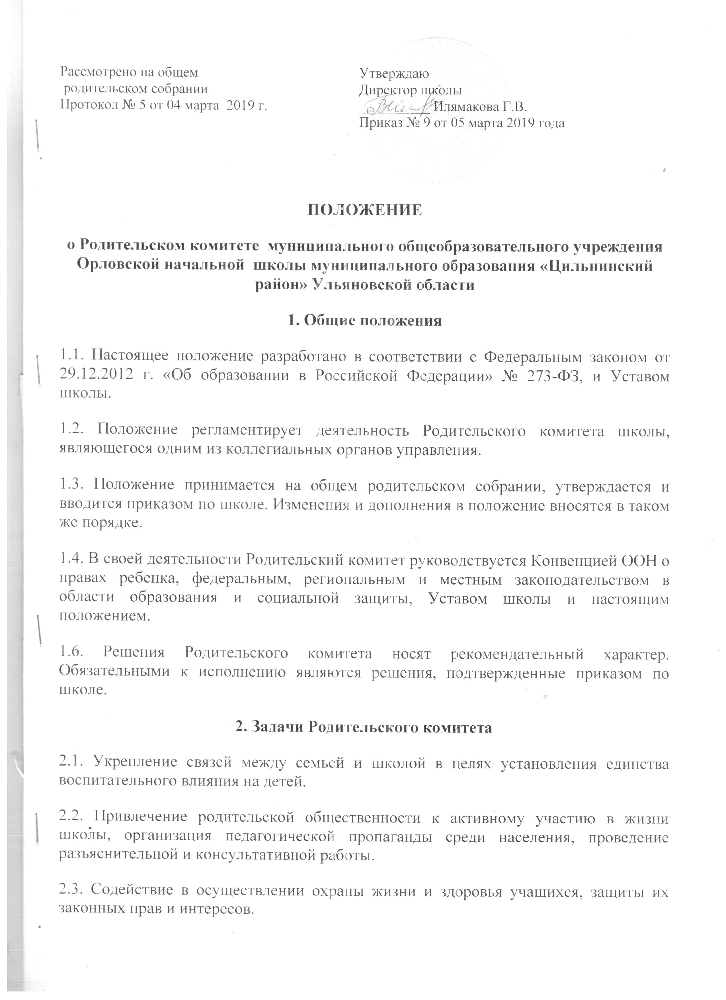 Рассмотрено на общем
родительском собрании
Протокол № 5 от 04 марта 2019 г.
Утверждаю
Директор школы
Илямакова Г.В.
Приказ № 9 от 05 марта 2019 года
ПОЛОЖЕНИЕ
о Родительском комитете муниципального общеобразовательного учреждения
Орловской начальной школы муниципального образования «Цильнинский
район» Ульяновской области
1. Общие положения
1.1. Настоящее положение разработано в соответствии с Федеральным законом от
29.12.2012 г. «Об образовании в Российской Федерации» № 273-ФЗ, и Уставом
школы.
1.2. Положение регламентирует деятельность Родительского комитета школы,
являющегося одним из коллегиальных органов управления.
1.3. Положение принимается на общем родительском собрании, утверждается и
вводится приказом по школе. Изменения и дополнения в положение вносятся в таком
же порядке.
1.4. В своей деятельности Родительский комитет руководствуется Конвенцией ООН о
правах ребенка, федеральным, региональным и местным законодательством в
области образования и социальной защиты, Уставом школы и настоящим
положением.
1.6. Решения Родительского комитета носят рекомендательный характер.
Обязательными к исполнению являются решения, подтвержденные приказом по
школе.
2. Задачи Родительского комитета
2.1. Укрепление связей между семьей и школой в целях установления единства
воспитательного влияния на детей.
2.2. Привлечение родительской общественности к активному участию в жизни
школы, организация педагогической пропаганды среди населения, проведение
разъяснительной и консультативной работы.
2.3. Содействие в осуществлении охраны жизни и здоровья учащихся, защиты их
законных прав и интересов.